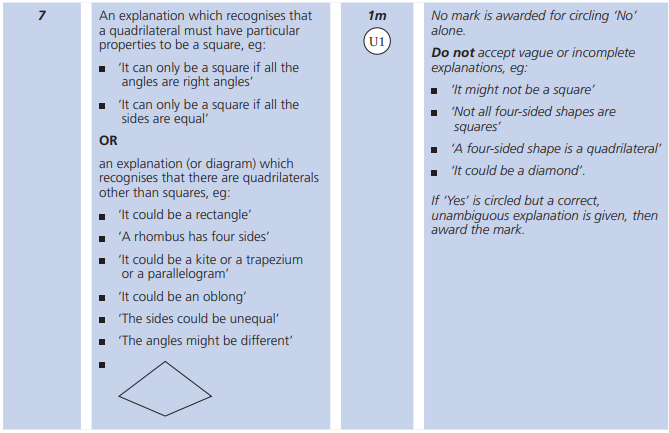 7
An explanation which recognises that
a quadrilateral must have particular
properties to be a square, eg:
■ ‘It can only be a square if all the
angles are right angles’
■ ‘It can only be a square if all the
sides are equal’
OR
an explanation (or diagram) which
recognises that there are quadrilaterals
other than squares, eg:
■ ‘It could be a rectangle’
■ ‘A rhombus has four sides’
■ ‘It could be a kite or a trapezium
or a parallelogram’
■ ‘It could be an oblong’
■ ‘The sides could be unequal’
■ ‘The angles might be different’
■
1m
U1
No mark is awarded for circling ‘No’
alone.
Do not accept vague or incomplete
explanations, eg:
■ ‘It might not be a square’
■ ‘Not all four-sided shapes are
squares’
■ ‘A four-sided shape is a quadrilateral’
■ ‘It could be a diamond’.
If ‘Yes’ is circled but a correct,
unambiguous explanation is given, then
award the mark.